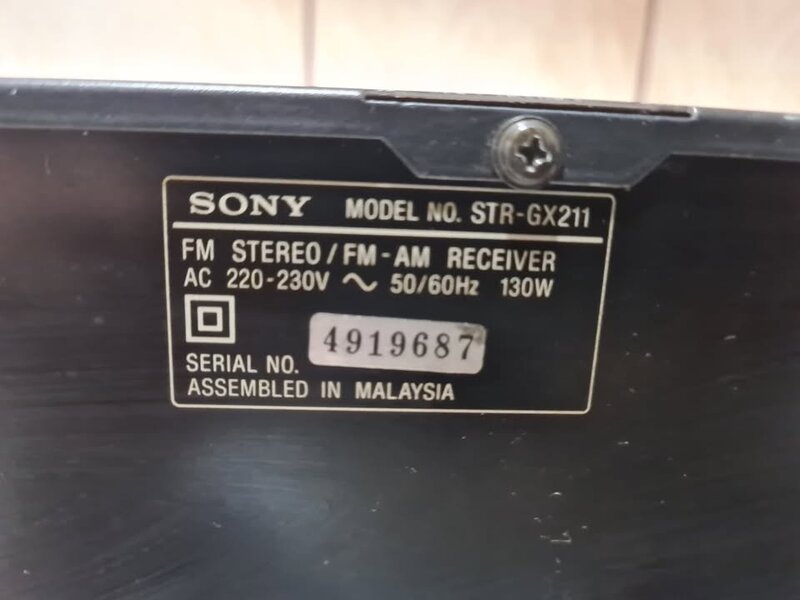 SONY MODEL NO. STR-GX211
FM STEREO/FM-AM RECEIVER
AC 220-230V ~ 50/60Hz 130W
4919687
SERIAL NO.
ASSEMBLED IN MALAYSIA